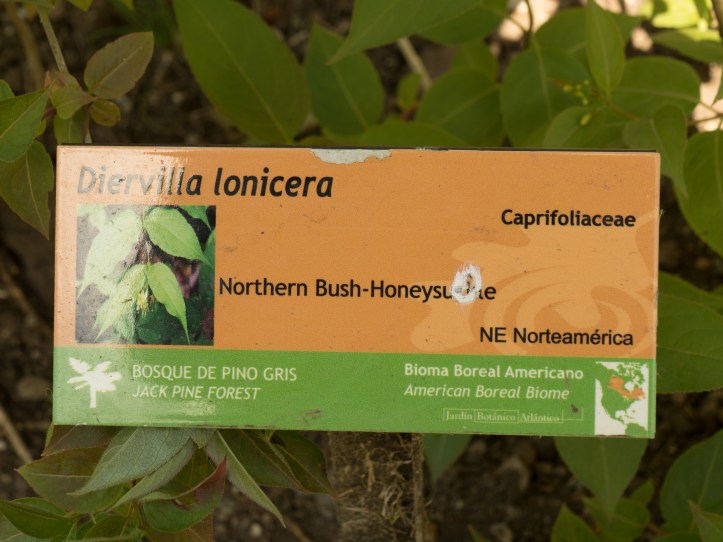 Diervilla lonicera
Caprifoliaceae
Northern
NE Norteamérica
BOSQUE DE PINO GRIS
JACK PINE FOREST
Bioma Boreal Americano
American Boreal Biome
Jardín Botánico Atlántico